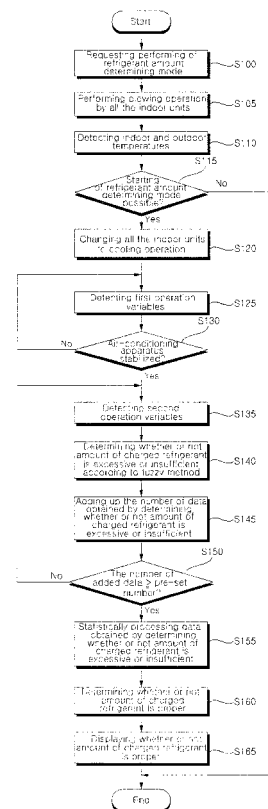 Start
Requesting performing of
refrigerant amount
determining mode
S100
Performing blowing operation
by all the indoor units
S105
Detecting indoor and outdoor
temperatures
S110
S115
Starting
of refrigerant amount
determining mode
possible?
No
Yes
Changing all the indoor units
to cooling operation
S120
Detecting first operation
variables
S125
S130
Air-conditioning
apparatus
stabilized?
No
Yes
Detecting second
operation variables
S135
Determining whether or not
amount of charged refrigerant
is excessive or insufficient
according to fuzzy method
S140
Adding up the number of data
obtained by determining
whether or not amount of
charged refrigerant is
excessive or insufficient
S145
S150
The number of
added data ≥ pre-set
number?
No
Yes
Statistically processing data
obtained by determining
whether or not amount of
charged refrigerant is
excessive or insufficient
S155
Determining whether or not
amount of charges
refrigerent is proper
S160
Displaying whether or not
amount of charges refrigerant
is proper
S165
End